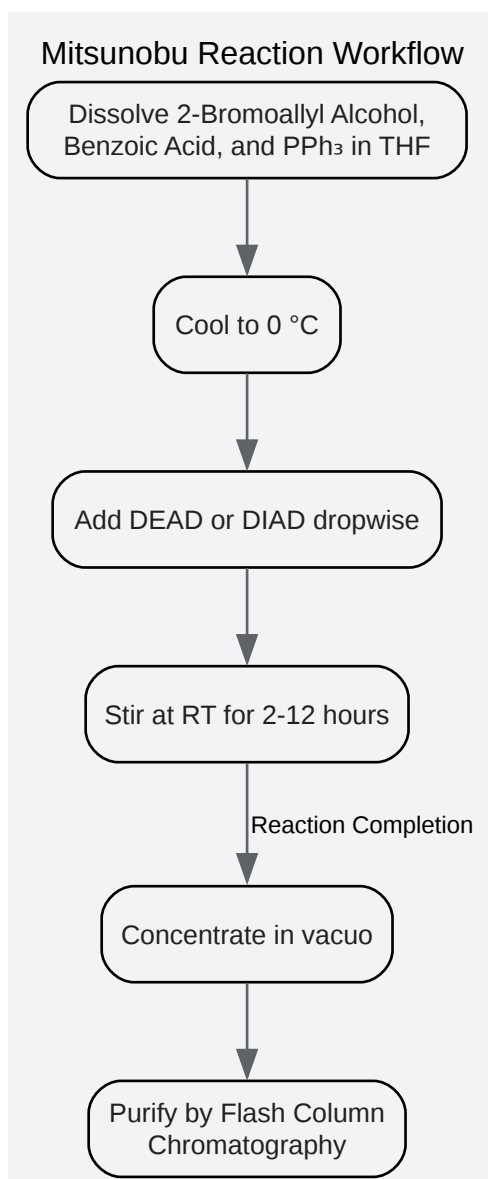 Mitsunobu Reaction Workflow
Dissolve 2-Bromoallyl Alcohol,
Benzoic Acid, and PPh₃ in THF
Cool to 0 °C
Add DEAD or DIAD dropwise
Stir at RT for 2-12 hours
Reaction Completion
Concentrate in vacuo
Purify by Flash Column
Chromatography